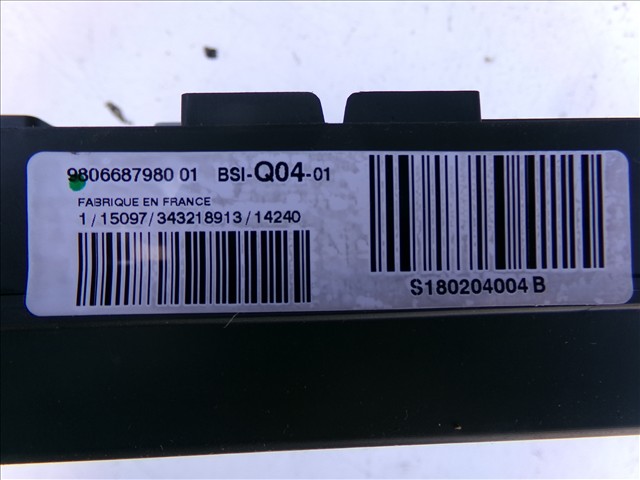 9806687980 01 BSI-Q04-01
FABRIQUE EN FRANCE
1/15097/343218913/14240
S180204004 B